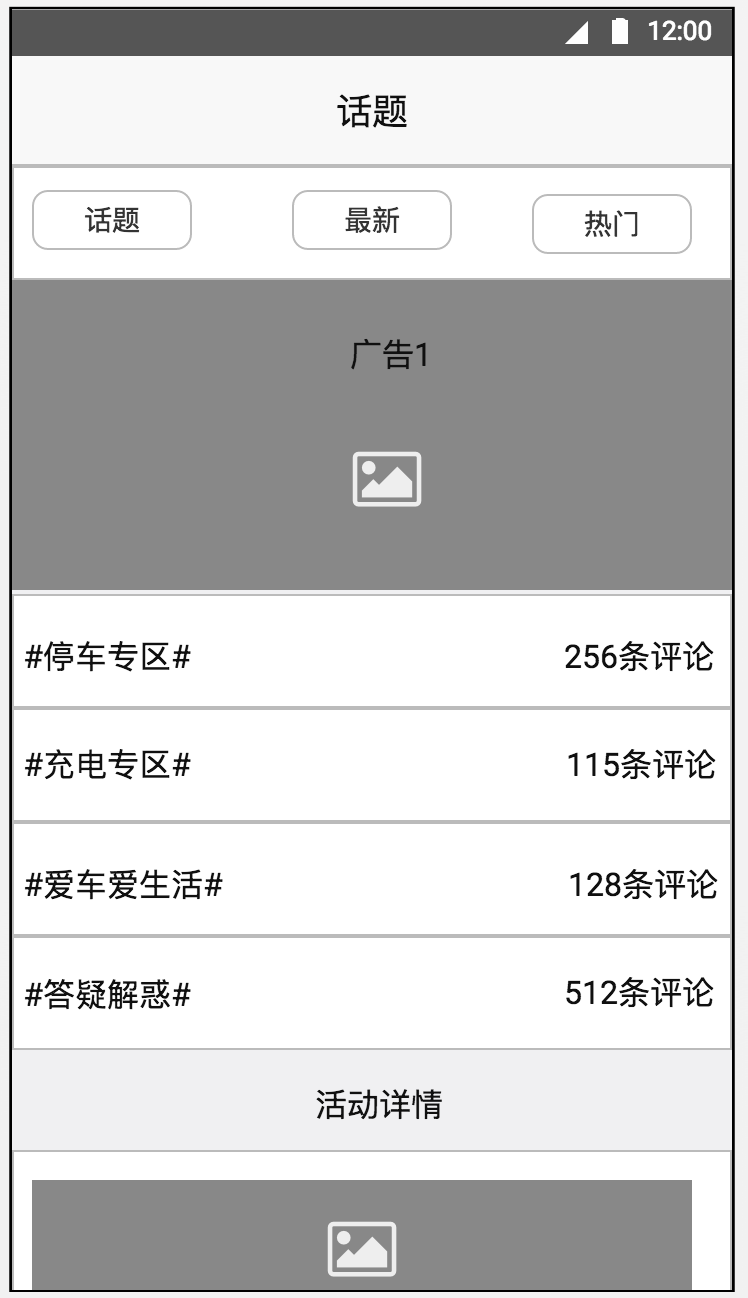 12:00
话题
话题 最新 热门
广告1
#停车专区# 256条评论
#充电专区# 115条评论
#爱车爱生活# 128条评论
#答疑解惑# 512条评论
活动详情